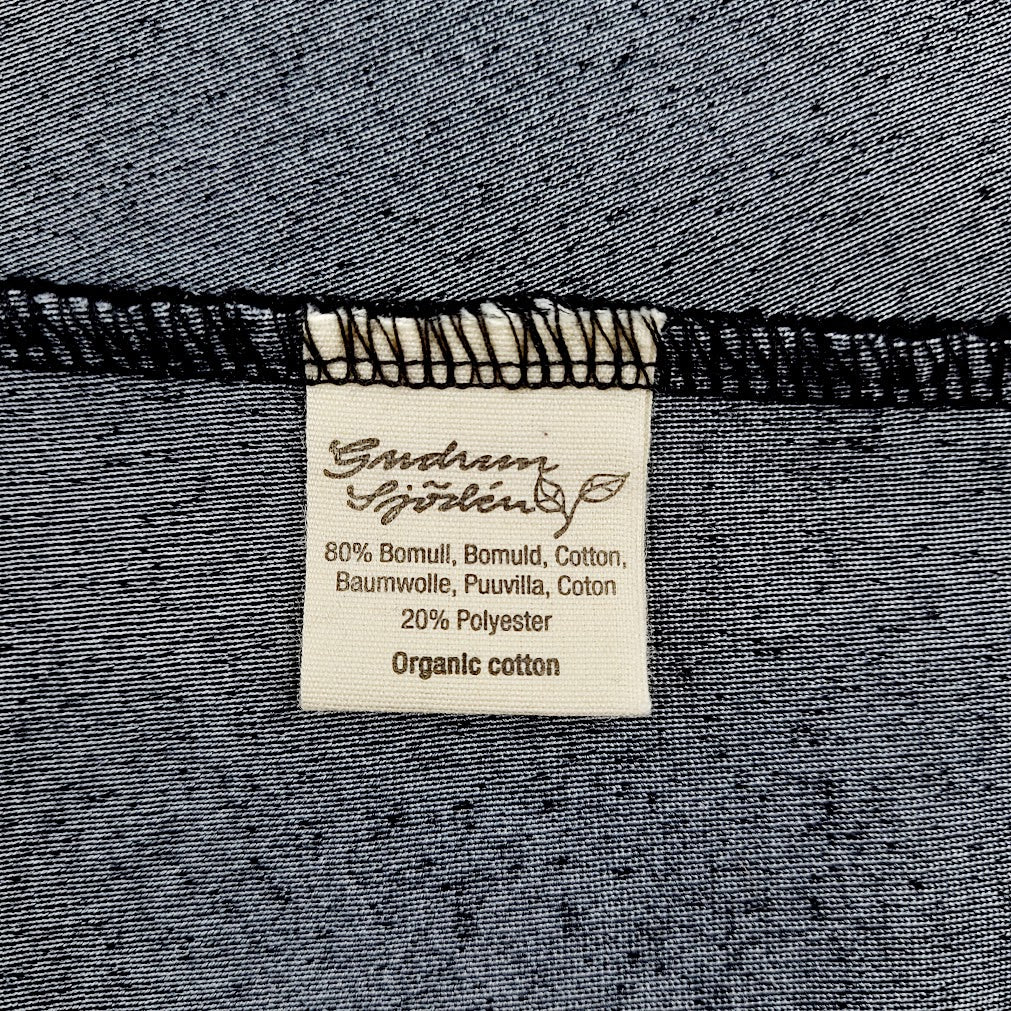 Gudrun
Sjödén
80% Bomull, Bomuld, Cotton,
Baumwolle, Puuvilla, Coton
20% Polyester
Organic cotton